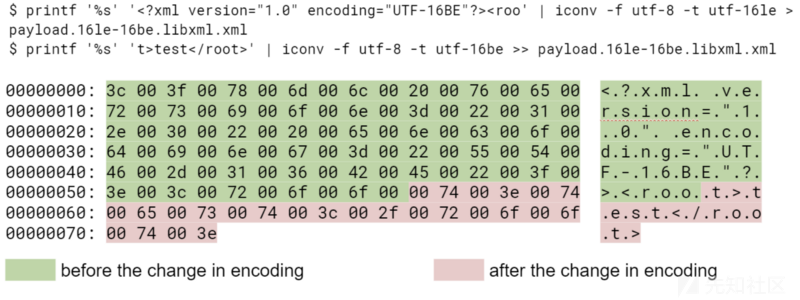 $ printf '%s' '<?xml version="1.0" encoding="UTF-16BE"?><roo' | iconv -f utf-8 -t utf-16le >
payload.16le-16be.libxml.xml
$ printf '%s' 't>test</root>' | iconv -f utf-8 -t utf-16be >> payload.16le-16be.libxml.xml
00000000: 3c 00 3f 00 78 00 6d 00 6c 00 20 00 76 00 65 00 <.?.x.m.l. .v.e.
00000010: 72 00 73 00 69 00 6f 00 6e 00 3d 00 22 00 31 00 r.s.i.o.n.=.".1.
00000020: 2e 00 30 00 22 00 20 00 65 00 6e 00 63 00 6f 00 ..0.". .e.n.c.o.
00000030: 64 00 69 00 6e 00 67 00 3d 00 22 00 55 00 54 00 d.i.n.g.=.".U.T.
00000040: 46 00 2d 00 31 00 36 00 42 00 45 00 22 00 3f 00 F.-.1.6.B.E.".?.
00000050: 3e 00 3c 00 72 00 6f 00 6f 00 00 74 00 3e 00 74 >.<.r.o.o..t.>.t
00000060: 00 65 00 73 00 74 00 3c 00 2f 00 72 00 6f 00 6f .e.s.t.<./.r.o.o
00000070: 00 74 00 3e .t.>
before the change in encoding after the change in encoding
先知社区